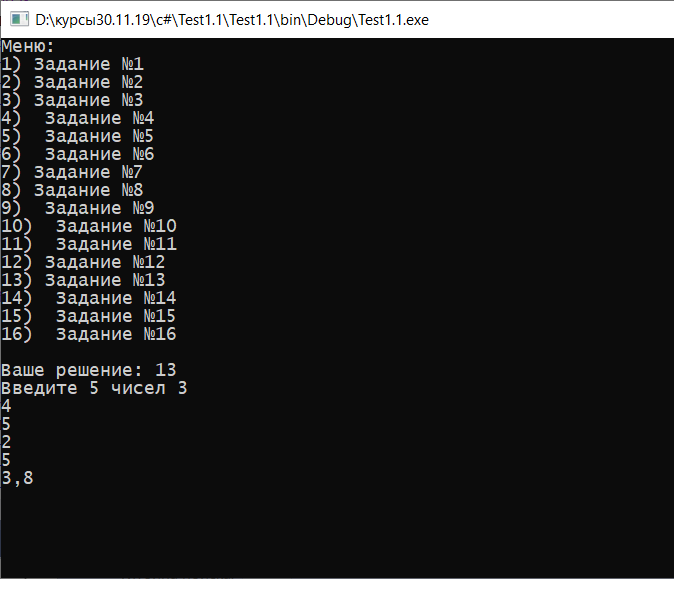 D:\курсы30.11.19\c#\Test1.1\Test1.1\bin\Debug\Test1.1.exe
Меню:
1) Задание №1
2) Задание №2
3) Задание №3
4)  Задание №4
5)  Задание №5
6)  Задание №6
7) Задание №7
8) Задание №8
9)  Задание №9
10)  Задание №10
11)  Задание №11
12) Задание №12
13) Задание №13
14)  Задание №14
15)  Задание №15
16)  Задание №16
Ваше решение: 13
Введите 5 чисел 3
4
5
2
5
3,8